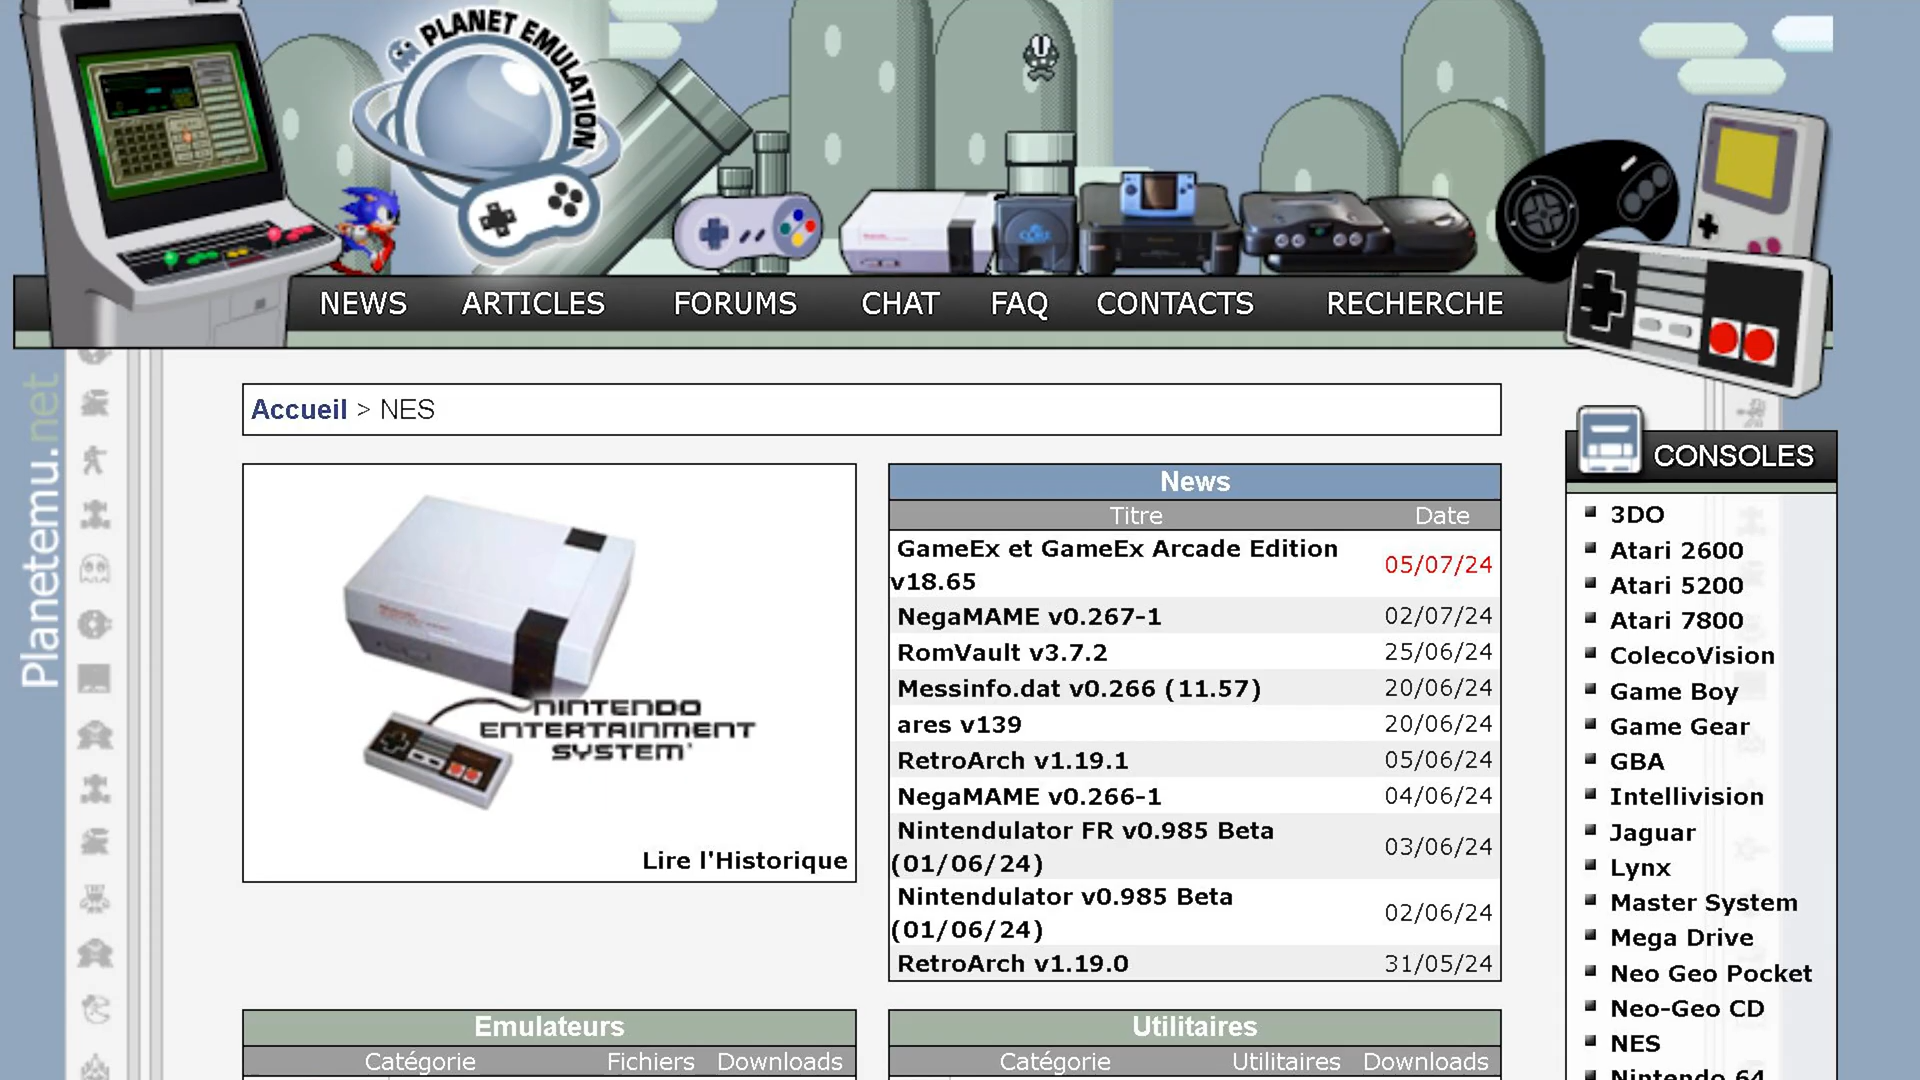 PLANET EMULATION
NEWS ARTICLES FORUMS CHAT FAQ CONTACTS RECHERCHE
Planetemu.net
Accueil > NES
NINTENDO
ENTERTAINMENT
SYSTEM
Lire l'Historique
News
Titre Date
GameEx et GameEx Arcade Edition
v18.65 05/07/24
NegaMAME v0.267-1 02/07/24
RomVault v3.7.2 25/06/24
Messinfo.dat v0.266 (11.57) 20/06/24
ares v139 20/06/24
RetroArch v1.19.1 05/06/24
NegaMAME v0.266-1 04/06/24
Nintendulator FR v0.985 Beta
(01/06/24) 03/06/24
Nintendulator v0.985 Beta
(01/06/24) 02/06/24
RetroArch v1.19.0 31/05/24
Emulateurs
Catégorie Fichiers Downloads
Utilitaires
Catégorie Utilitaires Downloads
CONSOLES
3DO
Atari 2600
Atari 5200
Atari 7800
ColecoVision
Game Boy
Game Gear
GBA
Intellivision
Jaguar
Lynx
Master System
Mega Drive
Neo Geo Pocket
Neo-Geo CD
NES
Nintendo 64